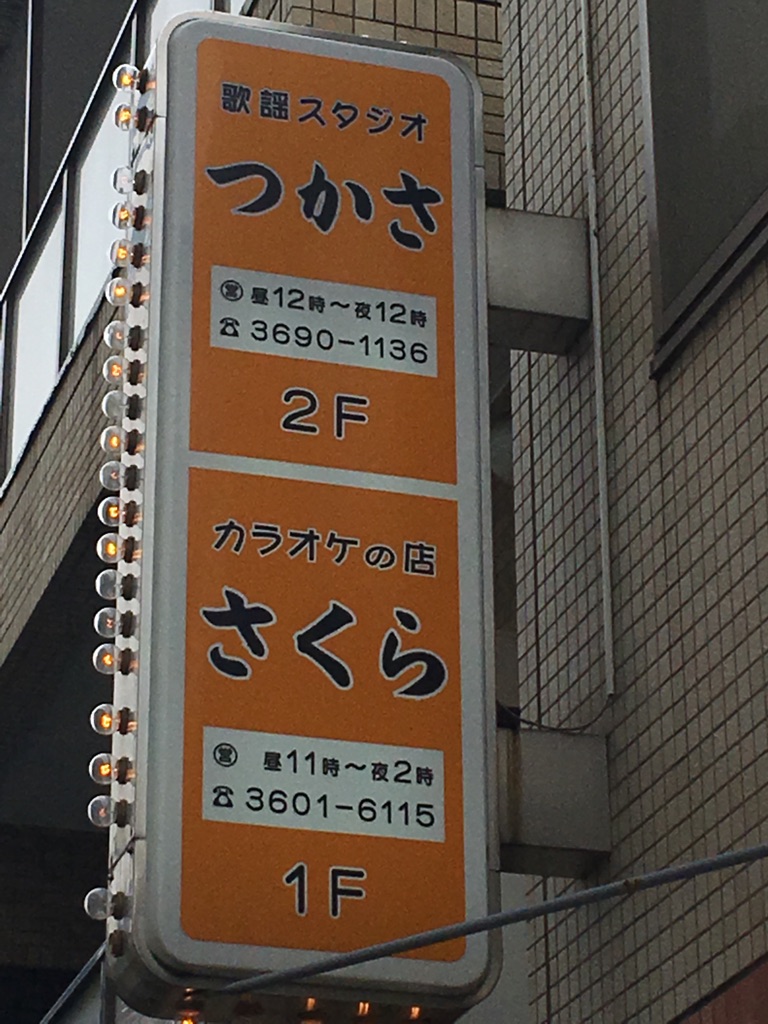 歌謡スタジオ
つかさ
㊂昼12時〜夜12時
☎3690-1136
2F
カラオケの店
さくら
㊂ 昼11時〜夜2時
☎3601-6115
1F